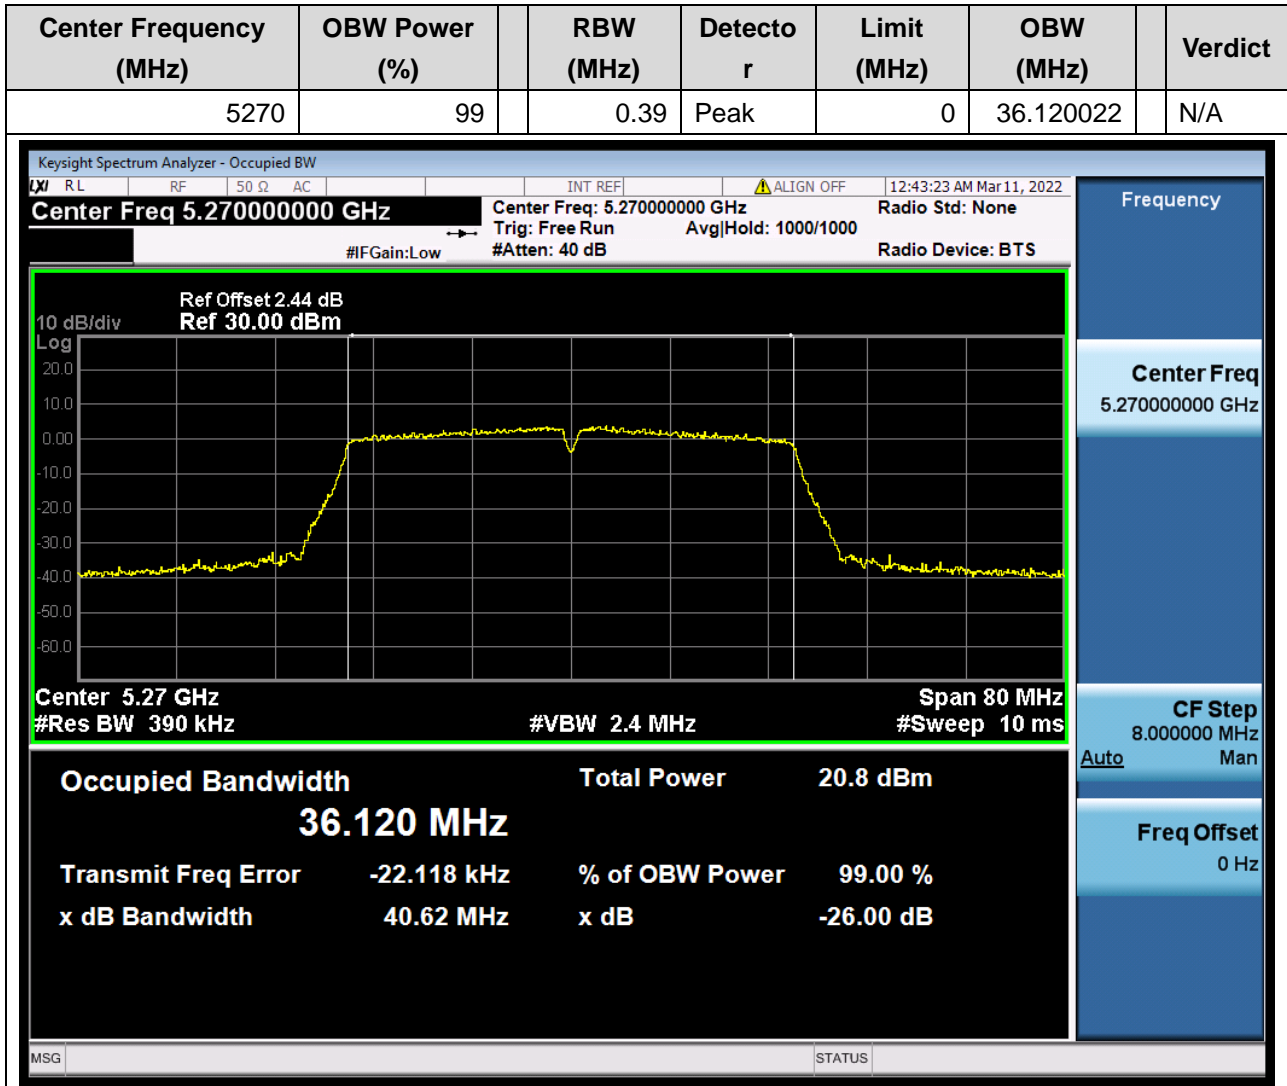 Center Frequency (MHz) OBW Power (%) RBW (MHz) Detecto r Limit (MHz) OBW (MHz) Verdict
5270 99 0.39 Peak 0 36.120022 N/A
Keysight Spectrum Analyzer - Occupied BW
LXI RL RF 50 Ω AC INT REF ALIGN OFF 12:43:23 AM Mar 11, 2022
Center Freq 5.270000000 GHz Center Freq: 5.270000000 GHz Radio Std: None
Trig: Free Run Avg|Hold: 1000/1000
#IFGain:Low #Atten: 40 dB Radio Device: BTS
Ref Offset 2.44 dB
10 dB/div Ref 30.00 dBm
Log
20.0
10.0
0.00
-10.0
-20.0
-30.0
-40.0
-50.0
-60.0
Center 5.27 GHz Span 80 MHz
#Res BW 390 kHz #VBW 2.4 MHz #Sweep 10 ms
Occupied Bandwidth Total Power 20.8 dBm
36.120 MHz
Transmit Freq Error -22.118 kHz % of OBW Power 99.00 %
x dB Bandwidth 40.62 MHz x dB -26.00 dB
MSG STATUS
Frequency
Center Freq
5.270000000 GHz
CF Step
8.000000 MHz
Auto Man
Freq Offset
0 Hz